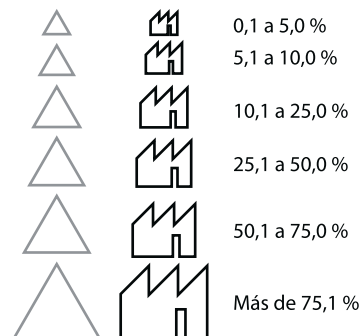 0,1 a 5,0 %
5,1 a 10,0 %
10,1 a 25,0 %
25,1 a 50,0 %
50,1 a 75,0 %
Más de 75,1 %